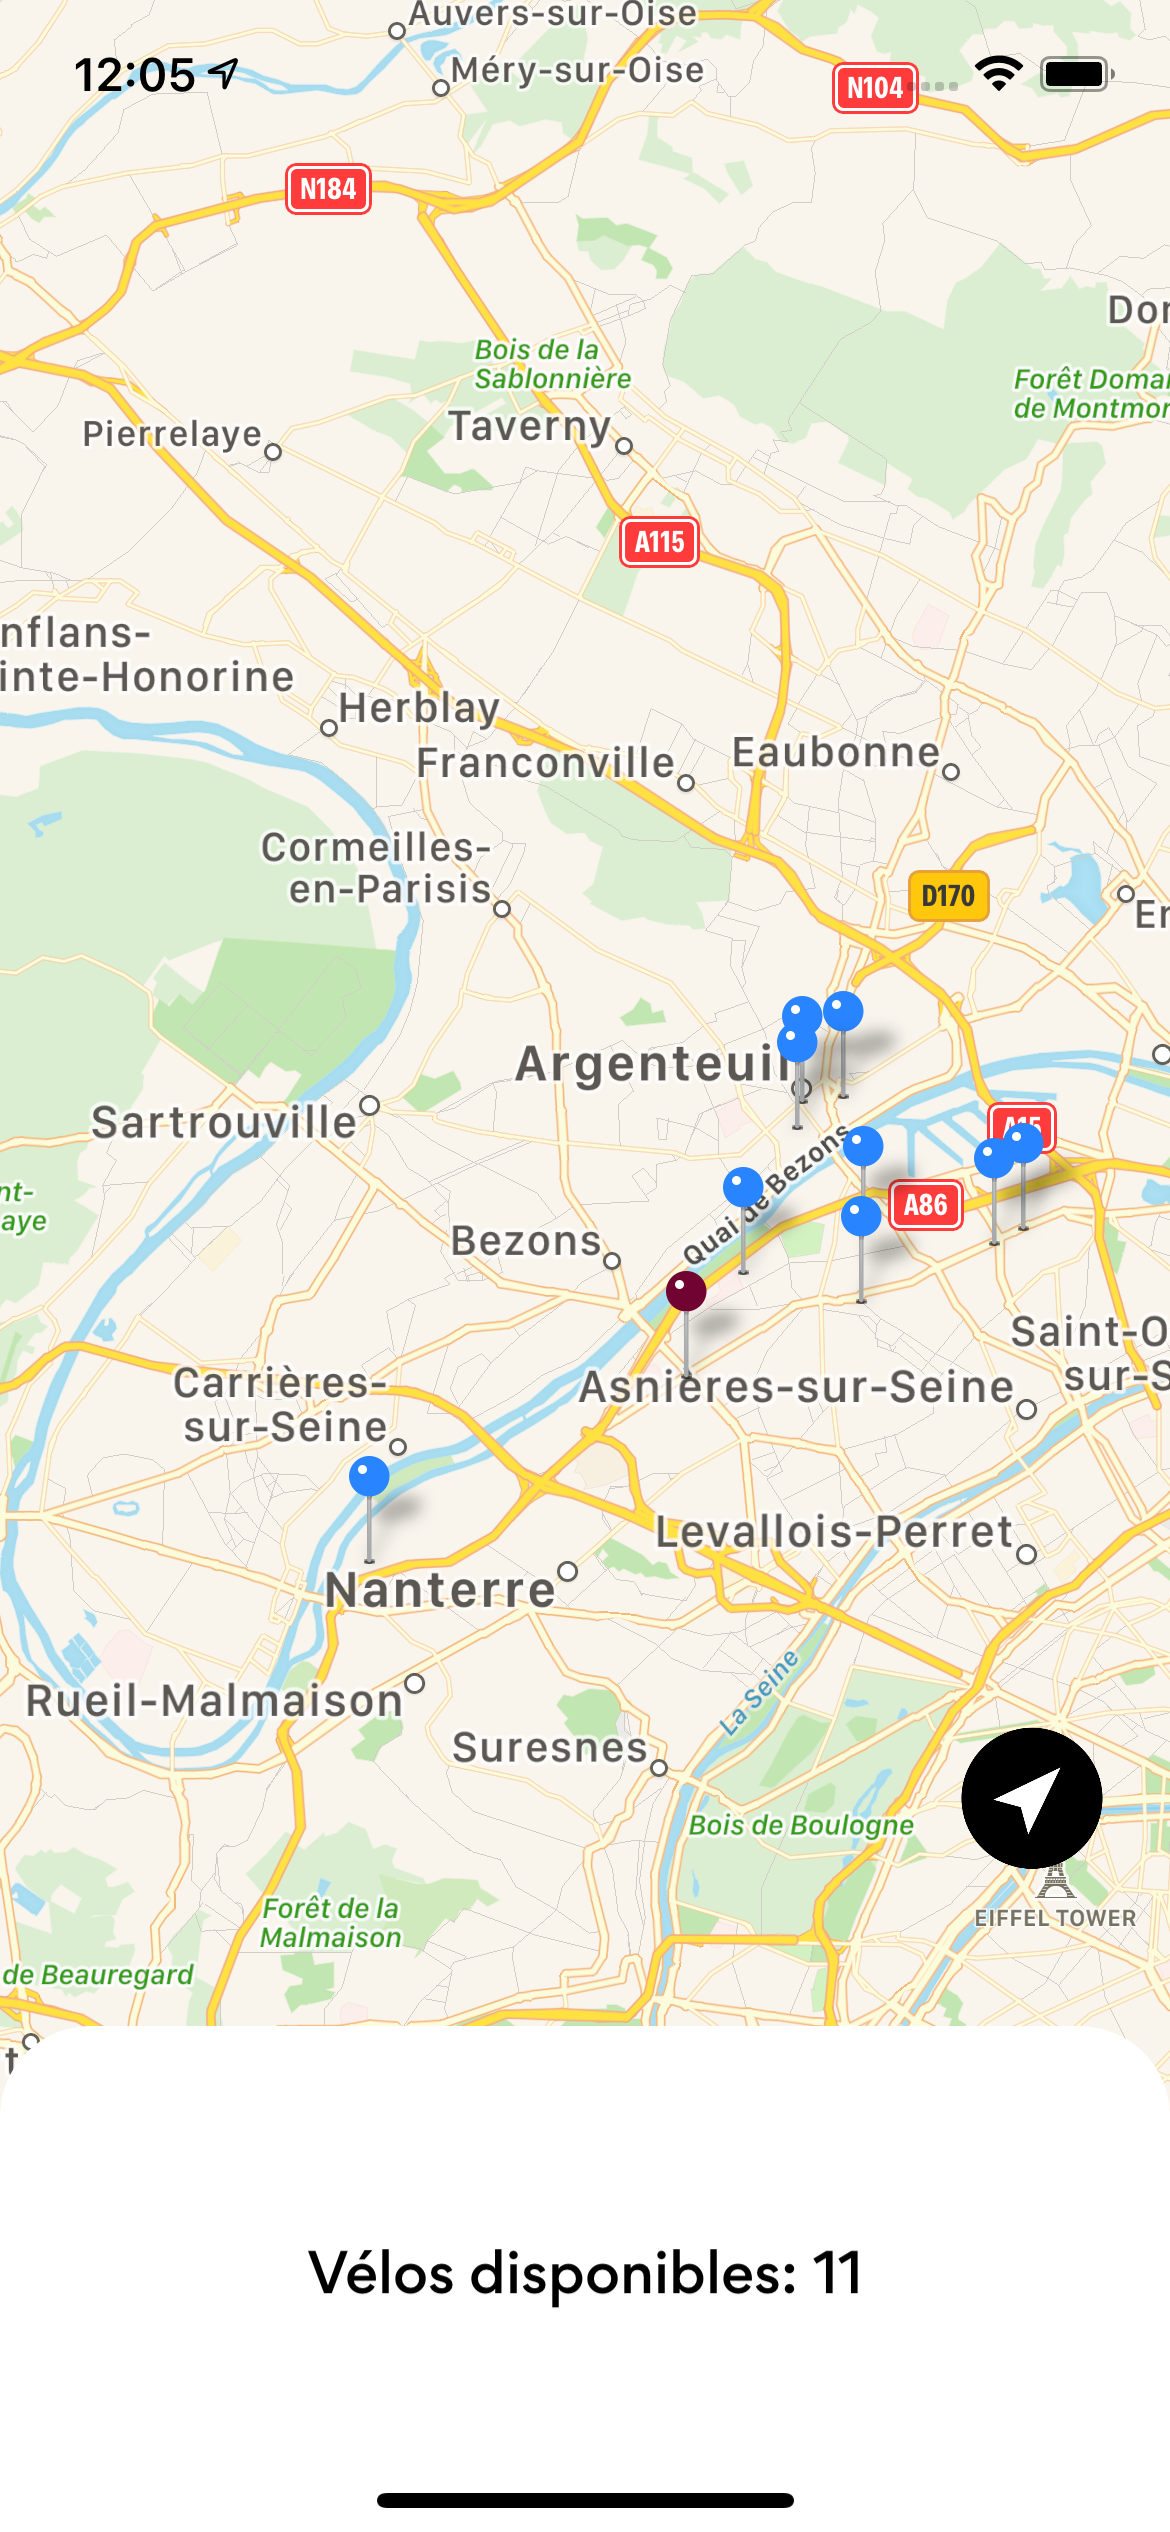 Auvers-sur-Oise
12:05
Méry-sur-Oise
N104
N184
Dor
Bois de la
Sablonnière
Forêt Domai
de Montmor
Taverny
Pierrelaye
A115
nflans-
inte-Honorine
Herblay
Franconville
Eaubonne
Cormeilles-
en-Parisis
D170
En
Argenteuil
Sartrouville
A15
Quai de Bezons
nt-
aye
A86
Bezons
Saint-O
sur-S
Carrières-
sur-Seine
Asnières-sur-Seine
Levallois-Perret
Nanterre
Rueil-Malmaison
La Seine
Suresnes
Bois de Boulogne
Forêt de la
Malmaison
EIFFEL TOWER
de Beauregard
t
Vélos disponibles: 11